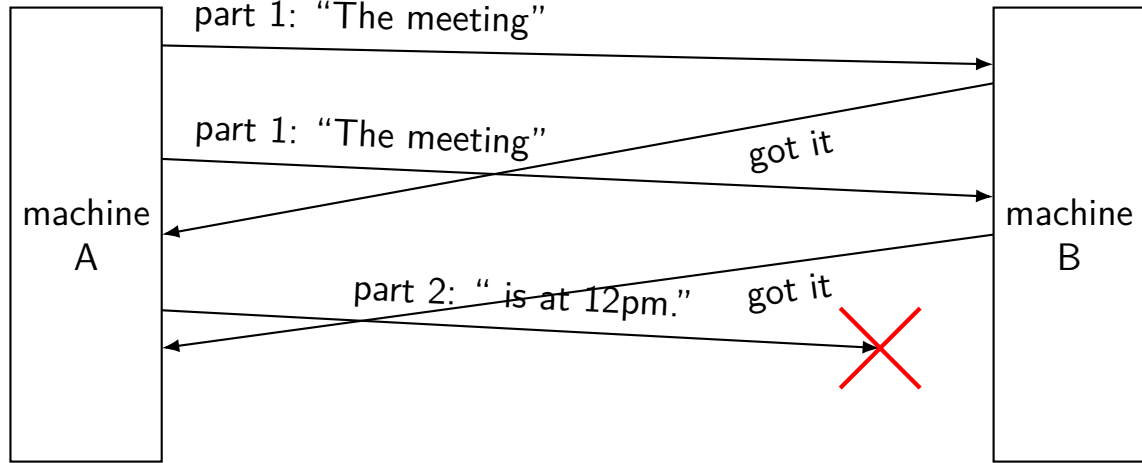 part 1: “The meeting”
part 1: “The meeting”
got it
machine
A
machine
B
part 2: “ is at 12pm.”
got it